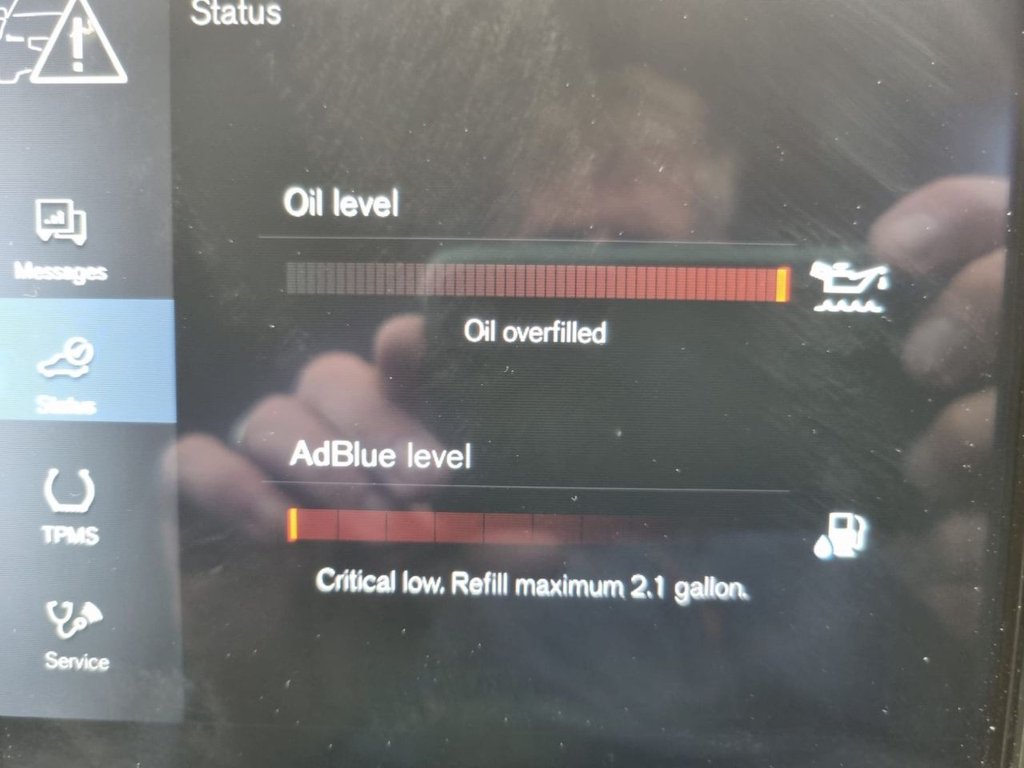 Status
Oil level
Messages
Oil overfilled
Status
AdBlue level
TPMS
Critical low. Refill maximum 2.1 gallon.
Service